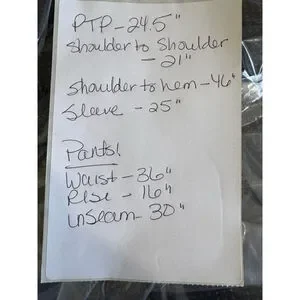 PTP - 24.5"
Shoulder to Shoulder
- 21"
Shoulder to hem - 46"
Sleeve - 25"
Pants!
Waist - 36"
Rise - 16"
inseam - 30"